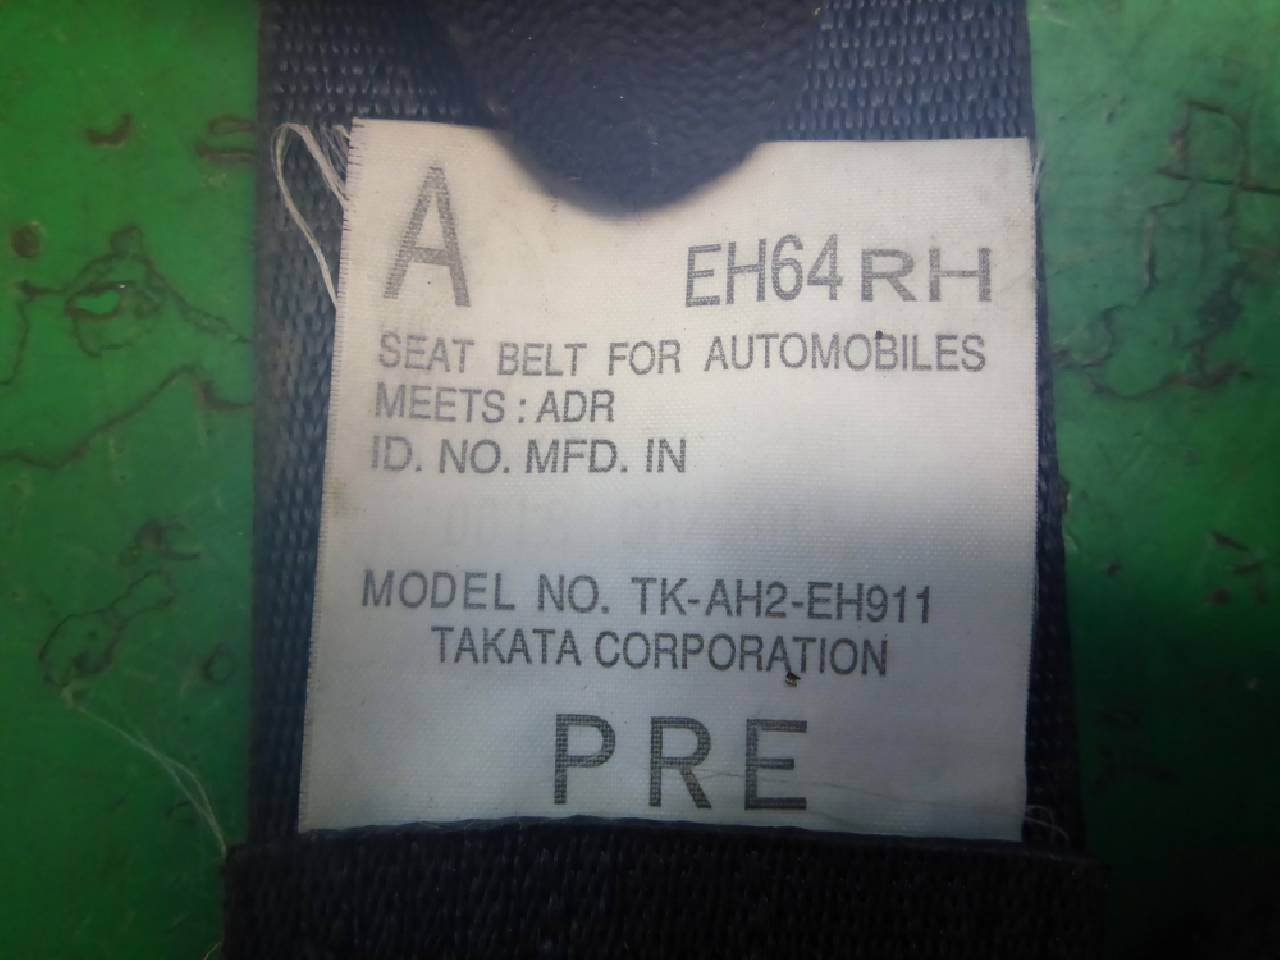 A
EH64 RH
SEAT BELT FOR AUTOMOBILES
MEETS : ADR
ID. NO. MFD. IN
MODEL NO. TK-AH2-EH911
TAKATA CORPORATION
PRE